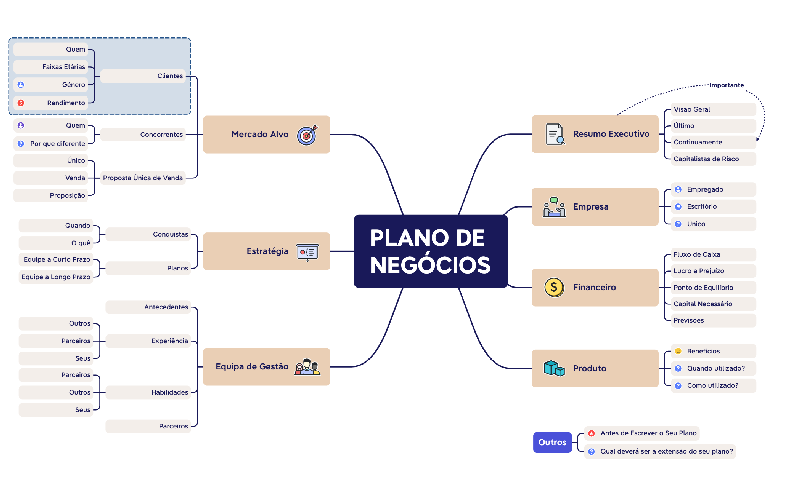 PLANO DE
NEGÓCIOS
Mercado Alvo
Clientes
Quem
Faixas Etárias
Gênero
Rendimento
Concorrentes
Quem
Por que diferente
Proposta Única de Venda
Único
Venda
Proposição
Estratégia
Conquistas
Quando
O quê
Planos
Equipe a Curto Prazo
Equipe a Longo Prazo
Equipa de Gestão
Antecedentes
Experiência
Outros
Parceiros
Seus
Habilidades
Parceiros
Outros
Seus
Parceiros
Importante
Resumo Executivo
Visão Geral
Último
Continuamente
Capitalistas de Risco
Empresa
Empregado
Escritório
Único
Financeiro
Fluxo de Caixa
Lucro e Prejuízo
Ponto de Equilíbrio
Capital Necessário
Previsões
Produto
Benefícios
Quando utilizado?
Como utilizado?
Outros
Antes de Escrever o Seu Plano
Qual deverá ser a extensão do seu plano?